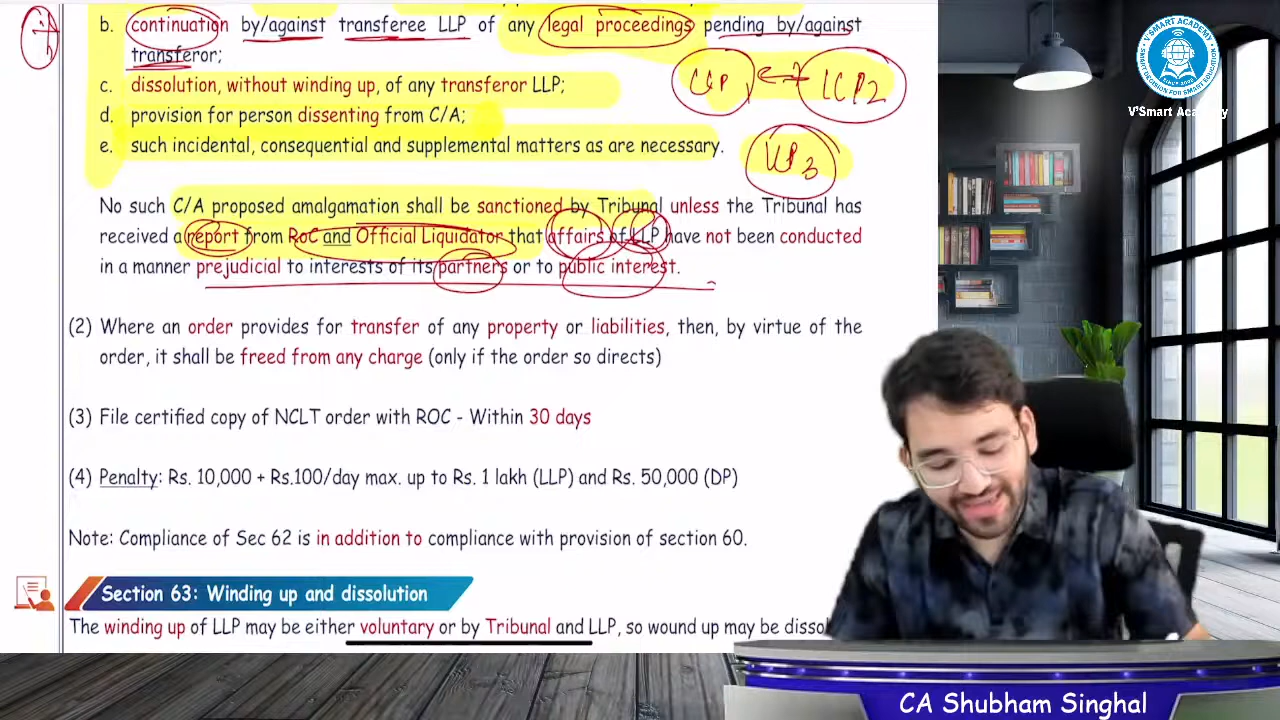 b. continuation by/against transferee LLP of any legal proceedings pending by/against
transferor;
c. dissolution, without winding up, of any transferor LLP;
d. provision for person dissenting from C/A;
e. such incidental, consequential and supplemental matters as are necessary.
LLP2
LLP3
No such C/A proposed amalgamation shall be sanctioned by Tribunal unless the Tribunal has
received a report from RoC and Official Liquidator that affairs of LLP have not been conducted
in a manner prejudicial to interests of its partners or to public interest.
(2) Where an order provides for transfer of any property or liabilities, then, by virtue of the
order, it shall be freed from any charge (only if the order so directs)
(3) File certified copy of NCLT order with ROC - Within 30 days
(4) Penalty: Rs. 10,000 + Rs.100/day max. up to Rs. 1 lakh (LLP) and Rs. 50,000 (DP)
Note: Compliance of Sec 62 is in addition to compliance with provision of section 60.
Section 63: Winding up and dissolution
The winding up of LLP may be either voluntary or by Tribunal and LLP, so wound up may be
V'SMART ACADEMY
V'Smart Academy
CA Shubham Singhal